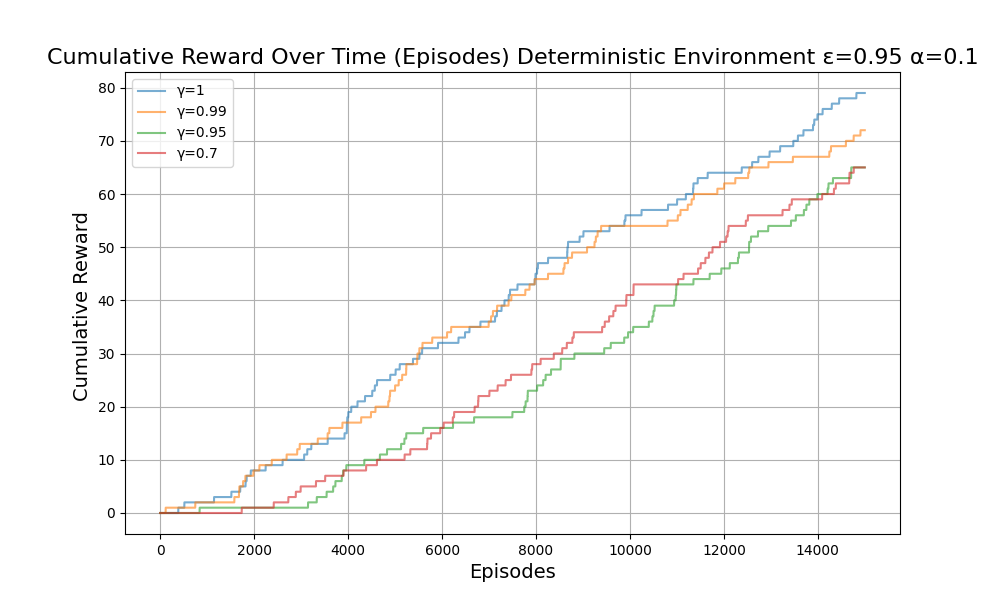 Cumulative Reward Over Time (Episodes) Deterministic Environment ε=0.95 α=0.1
γ=1
γ=0.99
γ=0.95
γ=0.7
Cumulative Reward
80
70
60
50
40
30
20
10
0
0 2000 4000 6000 8000 10000 12000 14000
Episodes